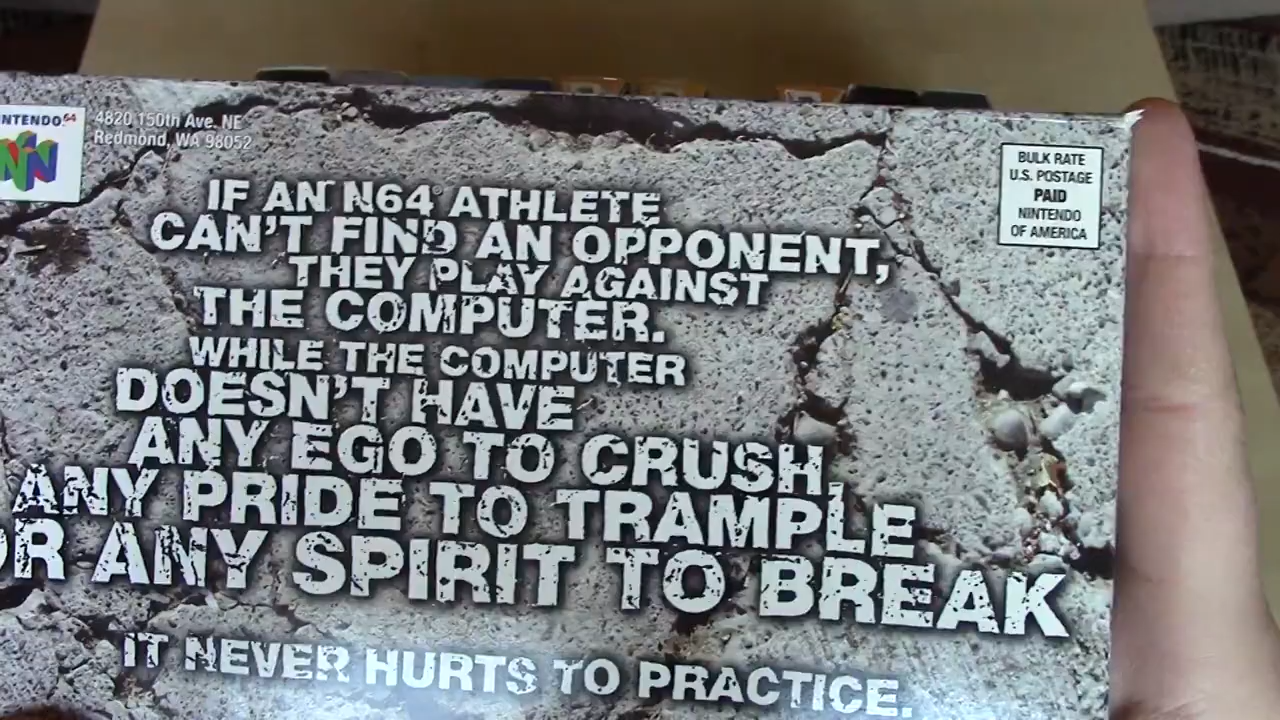 NINTENDO 64
4820 150th Ave. NE
Redmond, WA 98052
BULK RATE
U.S. POSTAGE
PAID
NINTENDO
OF AMERICA
IF AN N64 ATHLETE
CAN'T FIND AN OPPONENT,
THEY PLAY AGAINST
THE COMPUTER.
WHILE THE COMPUTER
DOESN'T HAVE
ANY EGO TO CRUSH,
ANY PRIDE TO TRAMPLE
OR ANY SPIRIT TO BREAK
IT NEVER HURTS TO PRACTICE.